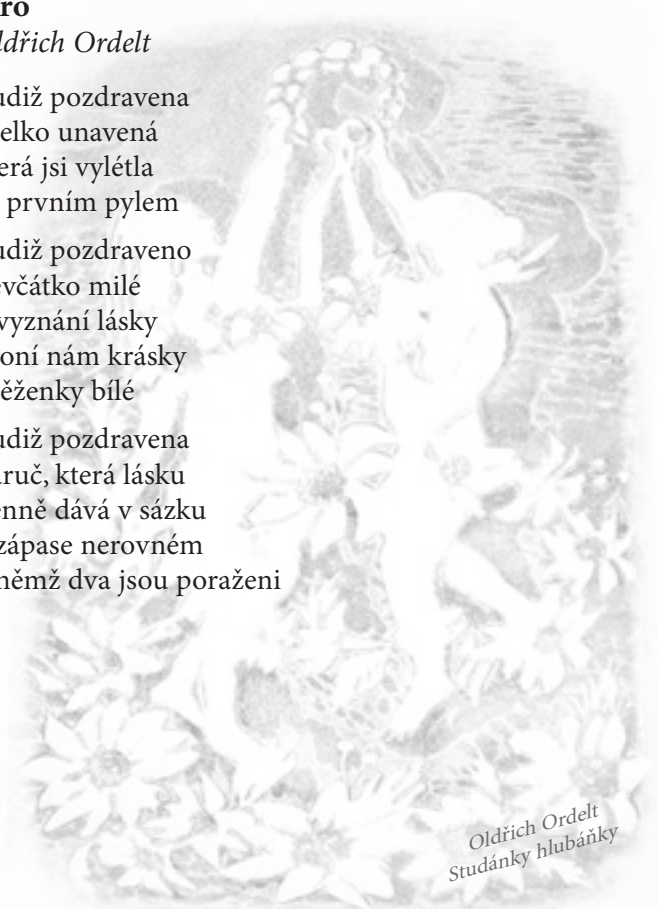 ro
ldřich Ordelt
udiž pozdravena
elko unavená
erá jsi vylétla
prvním pylem
udiž pozdraveno
ěvčátko milé
vyznání lásky
oní nám krásky
ěženky bílé
udiž pozdravena
áruč, která lásku
enně dává v sázku
zápase nerovném
němž dva jsou poraženi
Oldřich Ordelt
Studánky hlubáňky